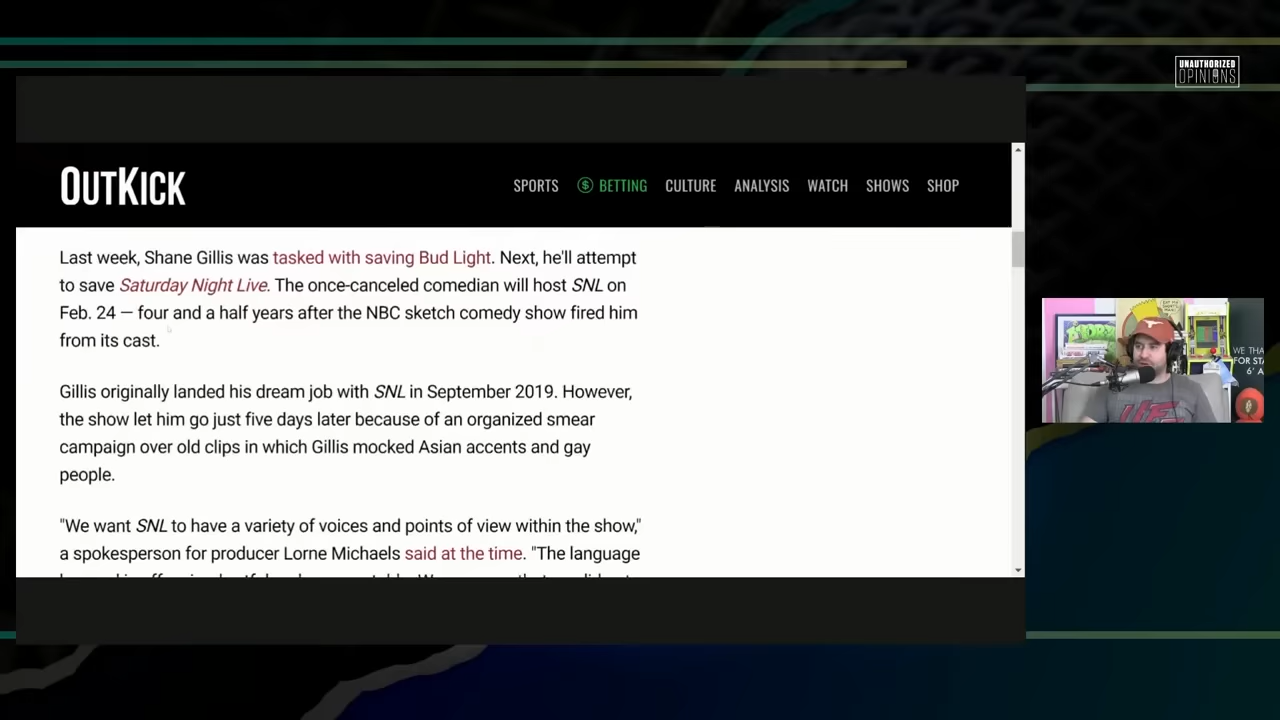 UNAUTHORIZED
OPINIONS
OUTKICK
SPORTS BETTING CULTURE ANALYSIS WATCH SHOWS SHOP
Last week, Shane Gillis was tasked with saving Bud Light. Next, he'll attempt
to save Saturday Night Live. The once-canceled comedian will host SNL on
Feb. 24 — four and a half years after the NBC sketch comedy show fired him
from its cast.
Gillis originally landed his dream job with SNL in September 2019. However,
the show let him go just five days later because of an organized smear
campaign over old clips in which Gillis mocked Asian accents and gay
people.
"We want SNL to have a variety of voices and points of view within the show,"
a spokesperson for producer Lorne Michaels said at the time. "The language
WE THA
FOR STA
6' A